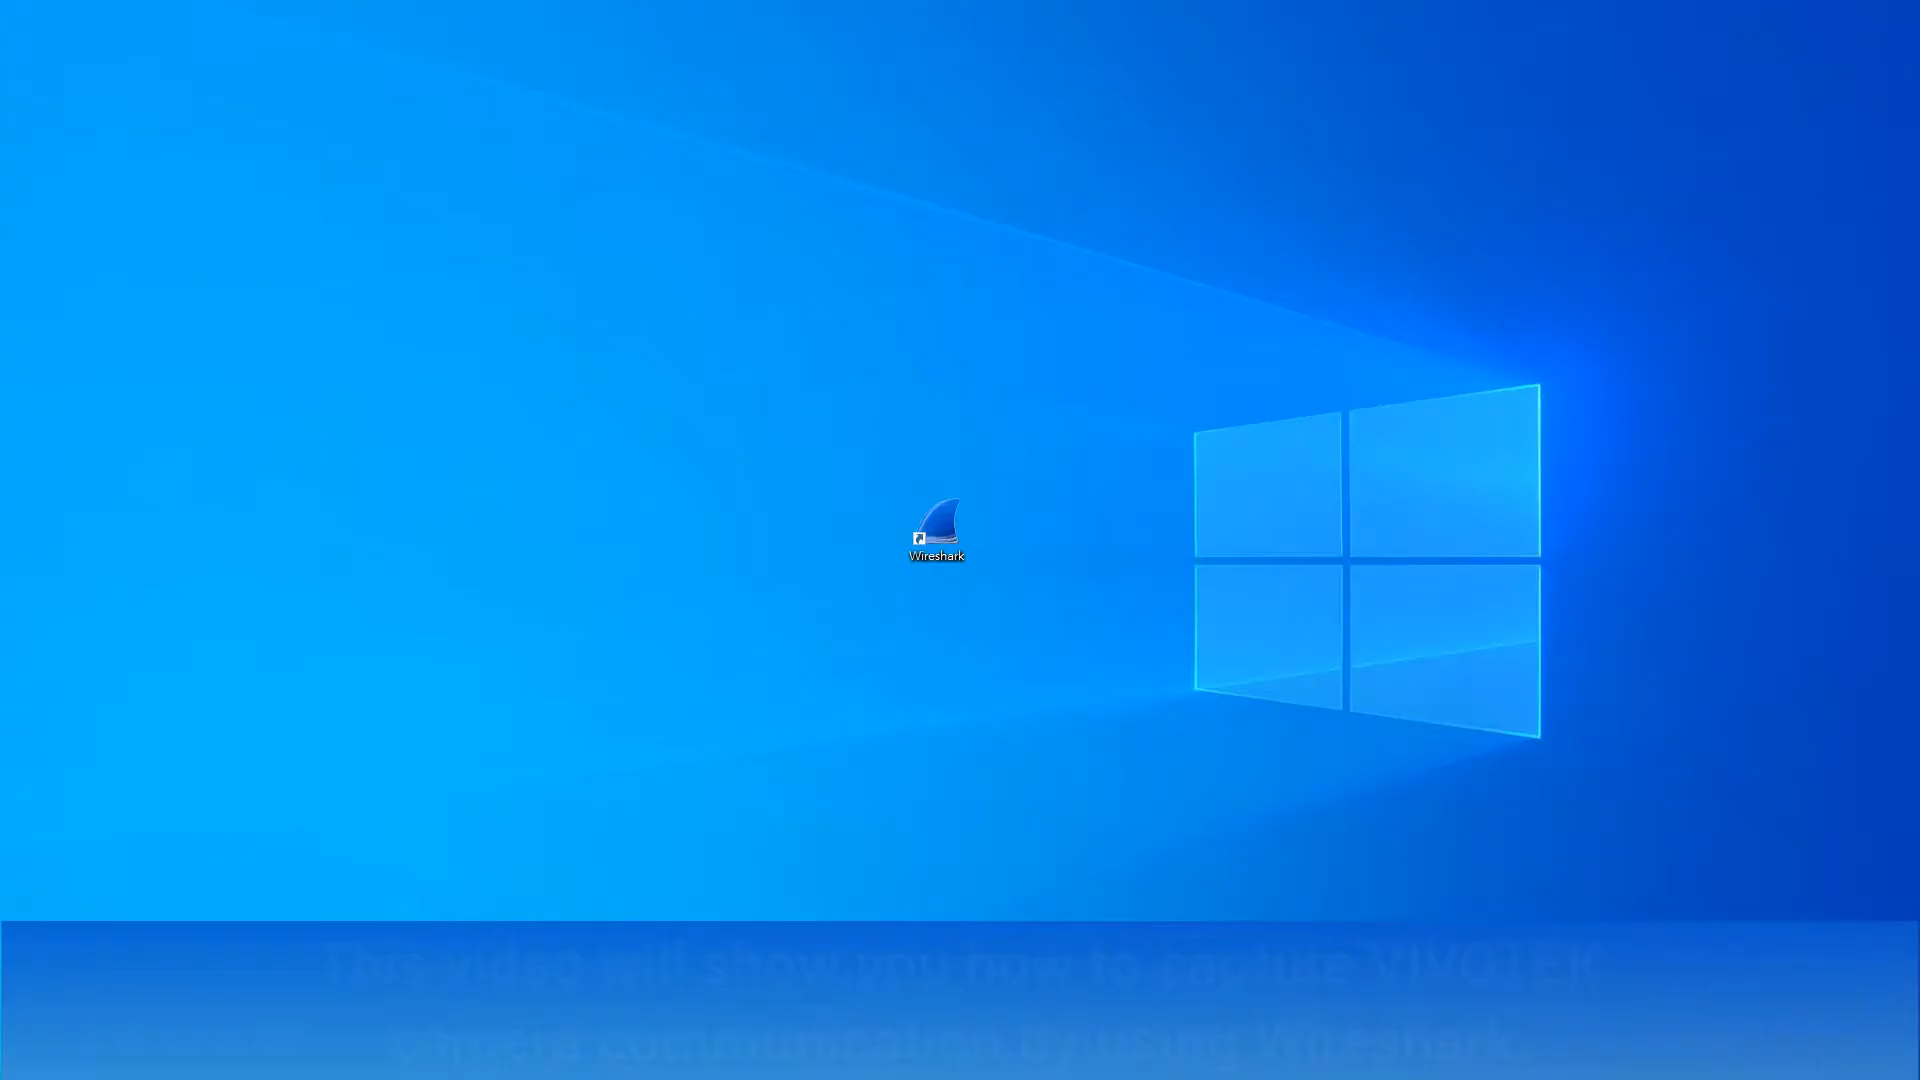 Wireshark
This video will show you how to capture VIVOTEK
camera communication by using Wireshark.